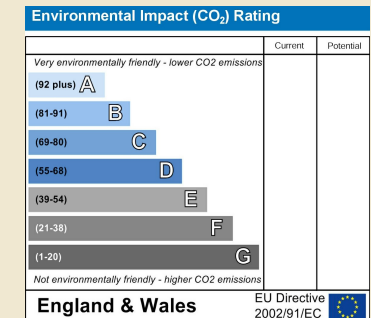 Environmental Impact (CO₂) Rating
Current Potential
Very environmentally friendly - lower CO2 emissions
(92 plus) A
(81-91) B
(69-80) C
(55-68) D
(39-54) E
(21-38) F
(1-20) G
Not environmentally friendly - higher CO2 emissions
England & Wales
EU Directive
2002/91/EC